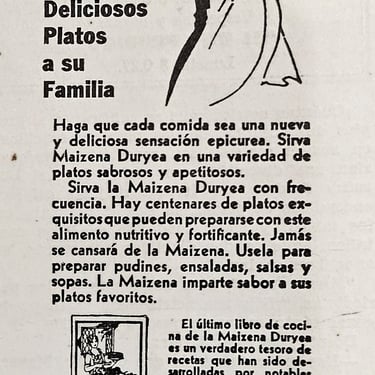 Deliciosos
Platos
a su
Familia
Haga que cada comida sea una nueva
y deliciosa sensación epicurea. Sirva
Maizena Duryea en una variedad de
platos sabrosos y apetitosos.
Sirva la Maizena Duryea con fre-
cuencia. Hay centenares de platos ex-
quisitos que pueden prepararse con este
alimento nutritivo y fortificante. Jamás
se cansará de la Maizena. Usela para
preparar pudines, ensaladas, salsas y
sopas. La Maizena imparte sabor a sus
platos favoritos.
El último libro de coci-
na de la Maizena Duryea
es un verdadero tesoro de
recetas que han sido de-
sarrolladas por notables